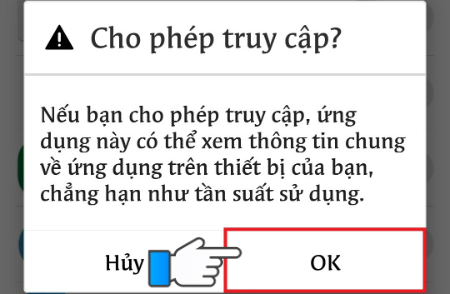 Cho phép truy cập?
Nếu bạn cho phép truy cập, ứng
dụng này có thể xem thông tin chung
về ứng dụng trên thiết bị của bạn,
chẳng hạn như tần suất sử dụng.
Hủy OK